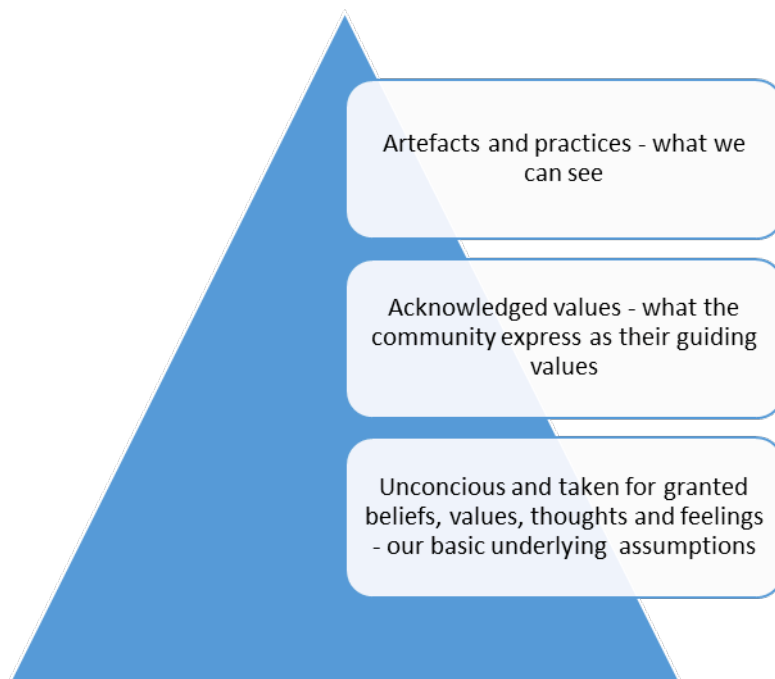 Artefacts and practices - what we
can see
Acknowledged values - what the
community express as their guiding
values
Unconcious and taken for granted
beliefs, values, thoughts and feelings
- our basic underlying assumptions